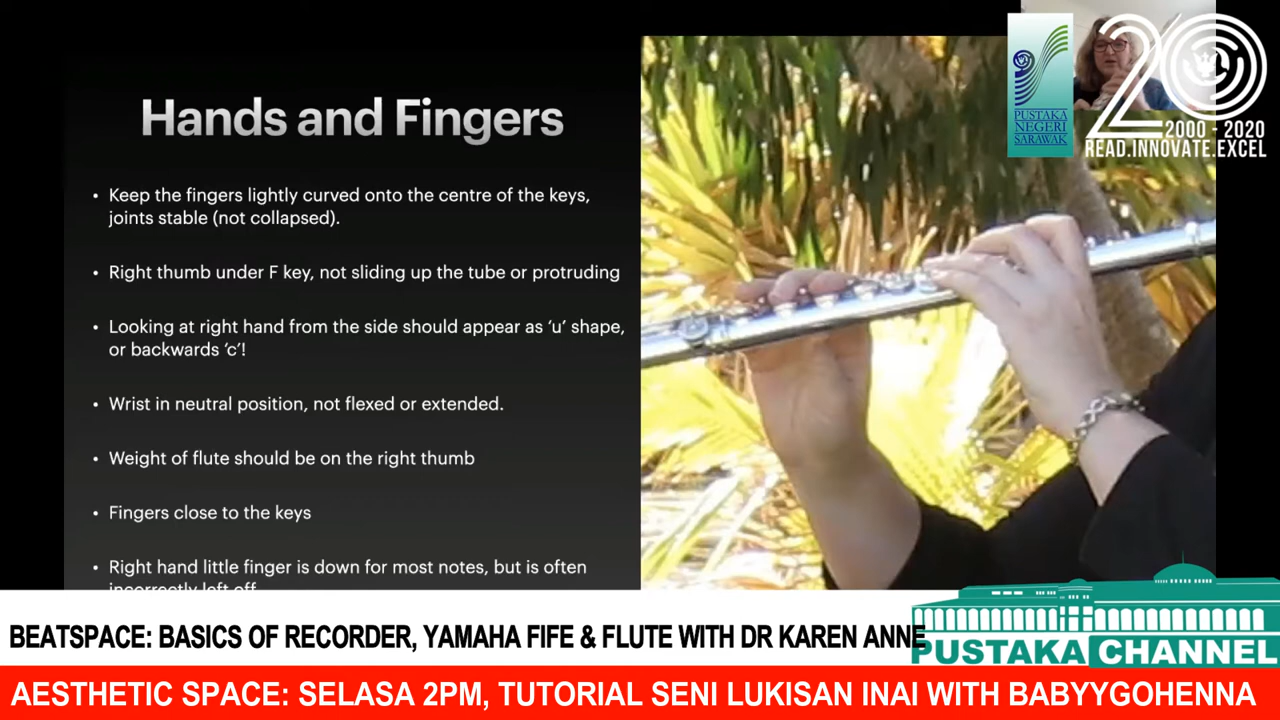 Hands and Fingers
• Keep the fingers lightly curved onto the centre of the keys,
joints stable (not collapsed).
• Right thumb under F key, not sliding up the tube or protruding
• Looking at right hand from the side should appear as ‘u’ shape,
or backwards ‘c’!
• Wrist in neutral position, not flexed or extended.
• Weight of flute should be on the right thumb
• Fingers close to the keys
• Right hand little finger is down for most notes, but is often
incorrectly left off
PUSTAKA
NEGERI
SARAWAK
20
2000 - 2020
READ.INNOVATE.EXCEL
BEATSPACE: BASICS OF RECORDER, YAMAHA FIFE & FLUTE WITH DR KAREN ANNE
PUSTAKA CHANNEL
AESTHETIC SPACE: SELASA 2PM, TUTORIAL SENI LUKISAN INAI WITH BABYYGOHENNA